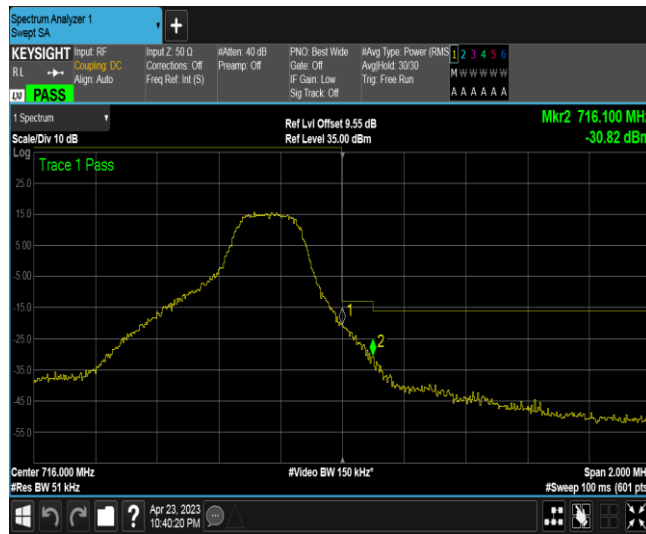 Spectrum Analyzer 1
Swept SA
KEYSIGHT
RL
LXI PASS
Input: RF
Coupling: DC
Align: Auto
Input Z: 50 Ω
Corrections: Off
Freq Ref: Int (S)
#Atten: 40 dB
Preamp: Off
PNO: Best Wide
Gate: Off
IF Gain: Low
Sig Track: Off
#Avg Type: Power (RMS
Avg|Hold: 30/30
Trig: Free Run
1 2 3 4 5 6
M W W W W W
A A A A A A
1 Spectrum
Scale/Div 10 dB
Ref Lvl Offset 9.55 dB
Ref Level 35.00 dBm
Mkr2 716.100 MHz
-30.82 dBm
Log
Trace 1 Pass
25.0
15.0
5.00
-5.00
-15.0
-25.0
-35.0
-45.0
-55.0
1
2
Center 716.000 MHz
#Res BW 51 kHz
#Video BW 150 kHz*
Span 2.000 MH
#Sweep 100 ms (601 pts
?
Apr 23, 2023
10:40:20 PM